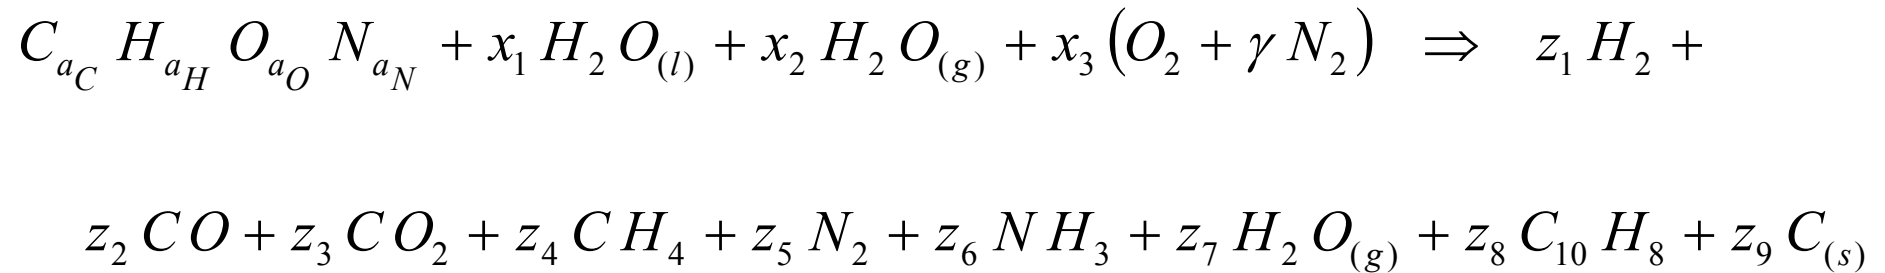 C_{a_C} H_{a_H} O_{a_O} N_{a_N} + x_1 H_2 O_{(l)} + x_2 H_2 O_{(g)} + x_3 (O_2 + γ N_2) ⇒ z_1 H_2 +
z_2 CO + z_3 CO_2 + z_4 CH_4 + z_5 N_2 + z_6 NH_3 + z_7 H_2 O_{(g)} + z_8 C_{10} H_8 + z_9 C_{(s)}